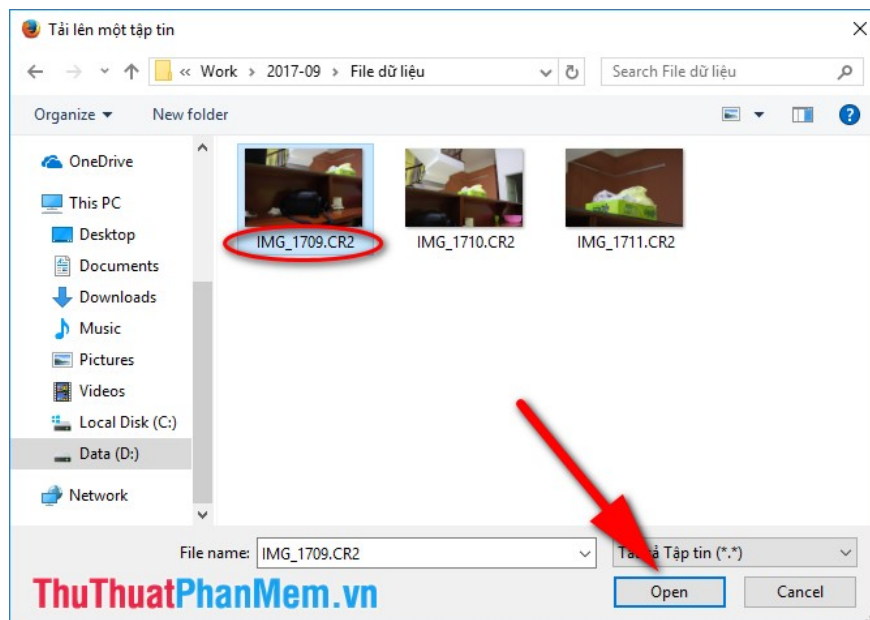 Tải lên một tập tin
« Work › 2017-09 › File dữ liệu
Search File dữ liệu
Organize
New folder
OneDrive
This PC
Desktop
Documents
Downloads
Music
Pictures
Videos
Local Disk (C:)
Data (D:)
Network
IMG_1709.CR2
IMG_1710.CR2
IMG_1711.CR2
File name: IMG_1709.CR2
Tập tin (*.*)
Open
Cancel
ThuThuatPhanMem.vn